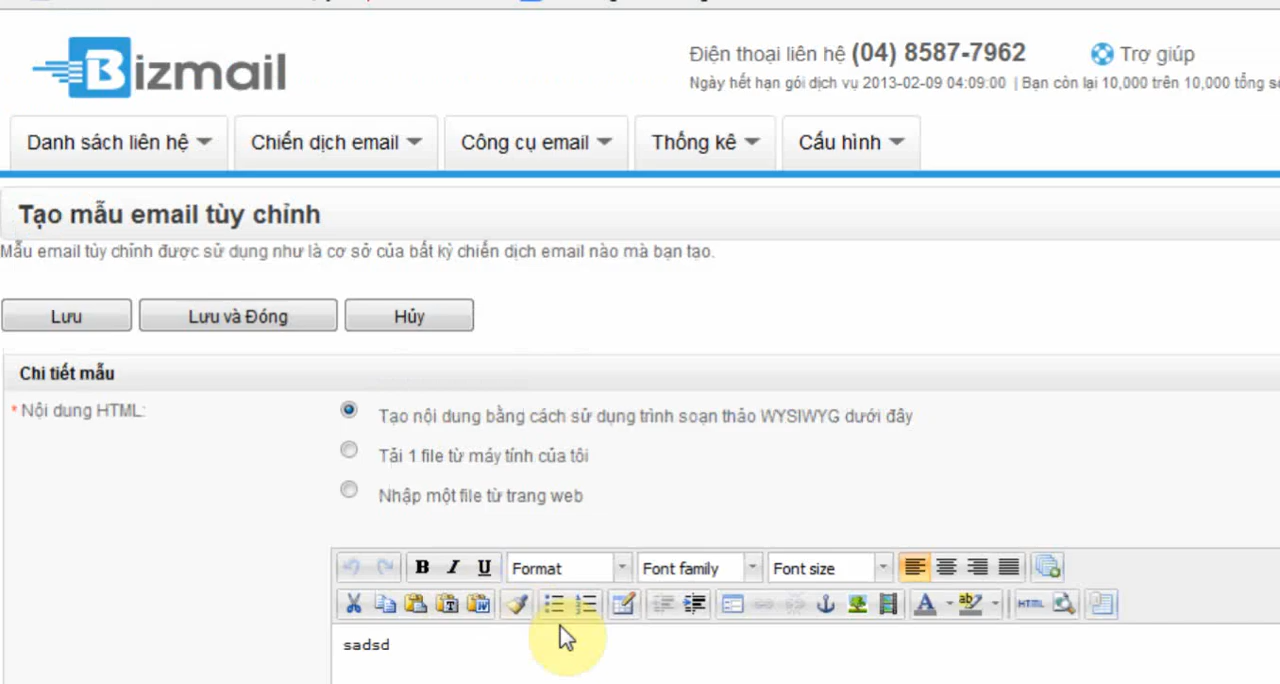 Bizmail
Điện thoại liên hệ (04) 8587-7962 Trợ giúp
Ngày hết hạn gói dịch vụ 2013-02-09 04:09:00 | Bạn còn lại 10,000 trên 10,000 tổng
Danh sách liên hệ Chiến dịch email Công cụ email Thống kê Cấu hình
Tạo mẫu email tùy chỉnh
Mẫu email tùy chỉnh được sử dụng như là cơ sở của bất kỳ chiến dịch email nào mà bạn tạo.
Lưu Lưu và Đóng Hủy
Chi tiết mẫu
* Nội dung HTML:
Tạo nội dung bằng cách sử dụng trình soạn thảo WYSIWYG dưới đây
Tải 1 file từ máy tính của tôi
Nhập một file từ trang web
B I U Format Font family Font size
HTML
sadsd